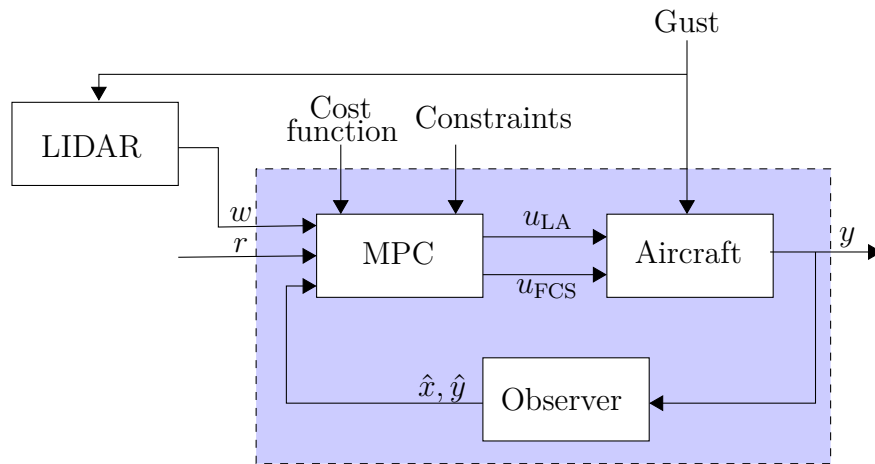 Gust
Cost
function
Constraints
LIDAR
w
r
MPC
u_LA
u_FCS
Aircraft
y
x̂, ŷ
Observer